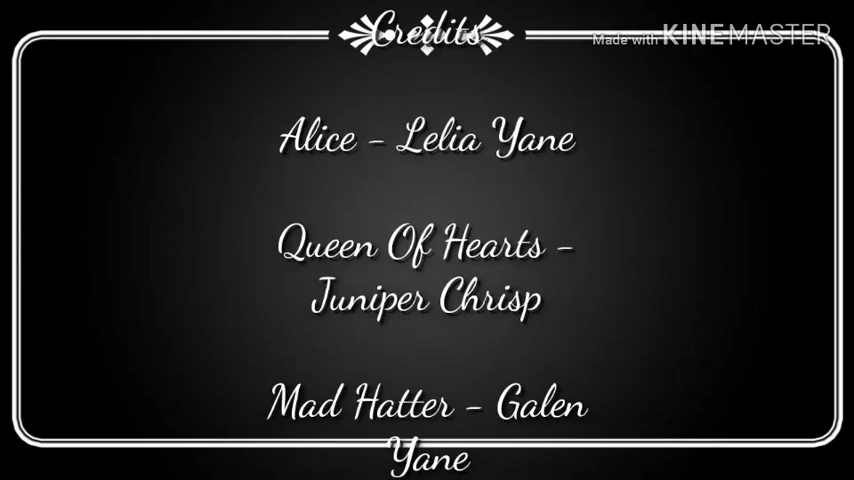 Credits
Made with KINEMASTER
Alice - Lelia Yane
Queen Of Hearts -
Juniper Chrisp
Mad Hatter - Galen
Yane